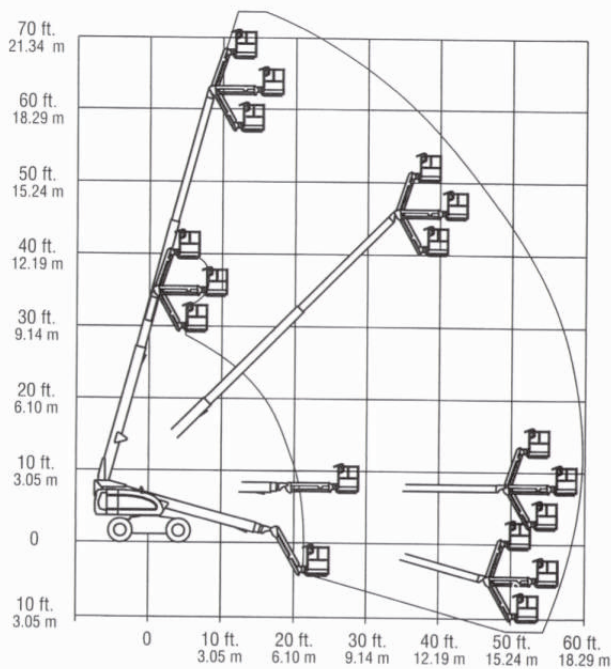 70 ft.
21.34 m
60 ft.
18.29 m
50 ft.
15.24 m
40 ft.
12.19 m
30 ft.
9.14 m
20 ft.
6.10 m
10 ft.
3.05 m
0
10 ft.
3.05 m
0 10 ft. 20 ft. 30 ft. 40 ft. 50 ft. 60 ft.
3.05 m 6.10 m 9.14 m 12.19 m 15.24 m 18.29 m